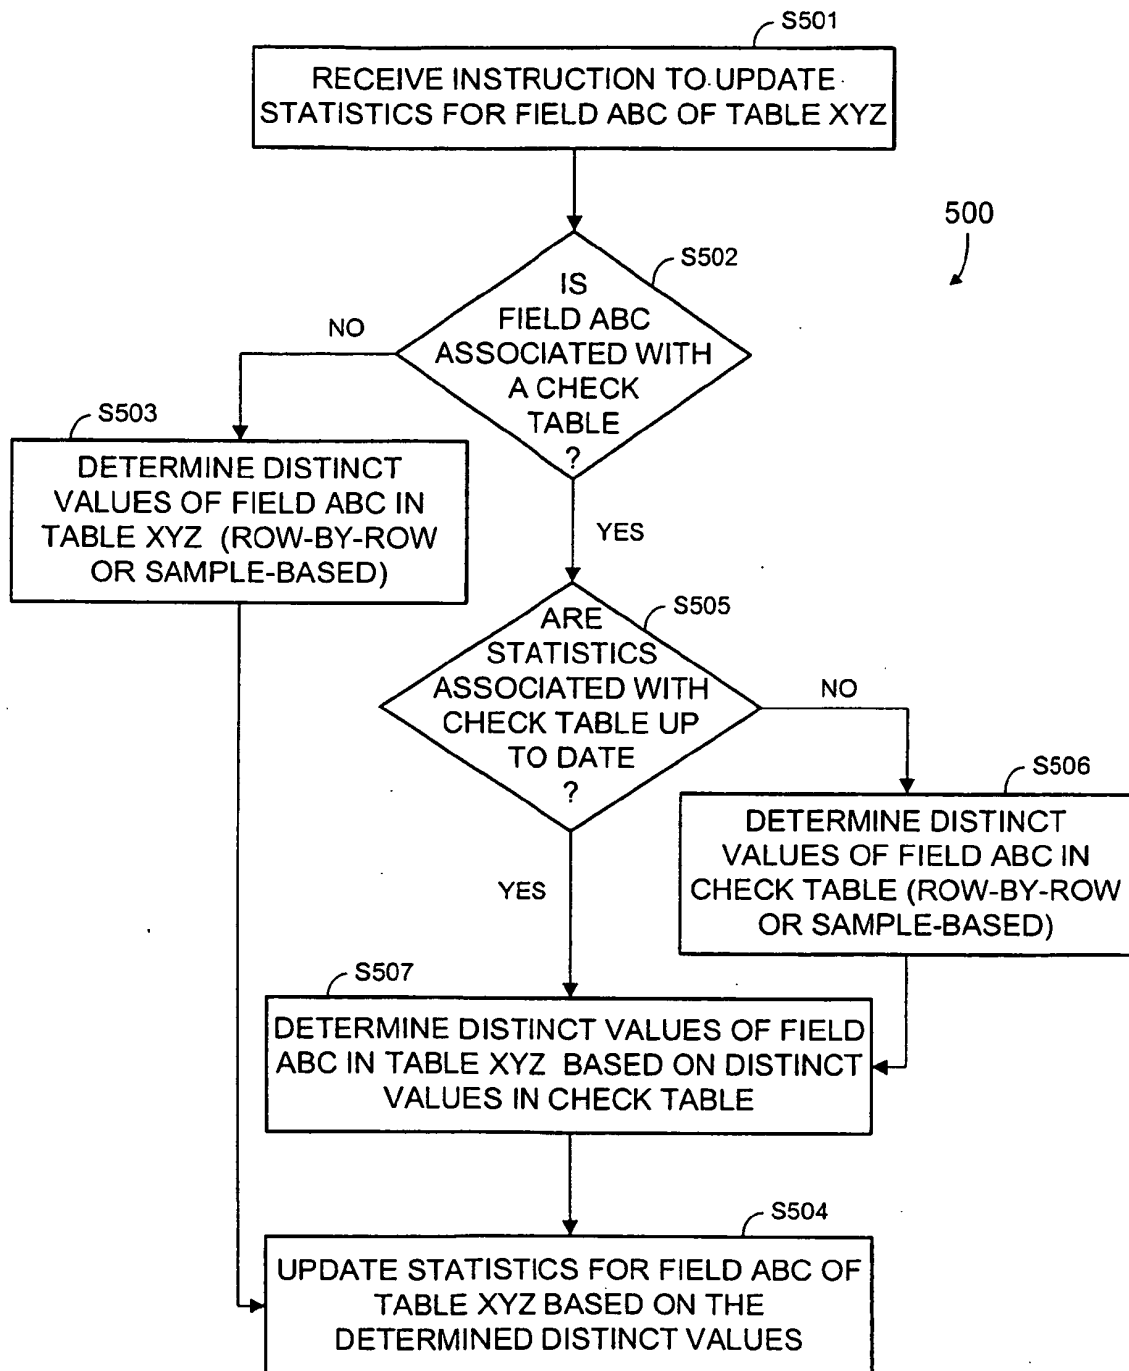 S501
RECEIVE INSTRUCTION TO UPDATE
STATISTICS FOR FIELD ABC OF TABLE XYZ
500
S502
IS
FIELD ABC
ASSOCIATED WITH
A CHECK
TABLE
?
NO
S503
DETERMINE DISTINCT
VALUES OF FIELD ABC IN
TABLE XYZ (ROW-BY-ROW
OR SAMPLE-BASED)
YES
S505
ARE
STATISTICS
ASSOCIATED WITH
CHECK TABLE UP
TO DATE
?
NO
S506
DETERMINE DISTINCT
VALUES OF FIELD ABC IN
CHECK TABLE (ROW-BY-ROW
OR SAMPLE-BASED)
YES
S507
DETERMINE DISTINCT VALUES OF FIELD
ABC IN TABLE XYZ BASED ON DISTINCT
VALUES IN CHECK TABLE
S504
UPDATE STATISTICS FOR FIELD ABC OF
TABLE XYZ BASED ON THE
DETERMINED DISTINCT VALUES